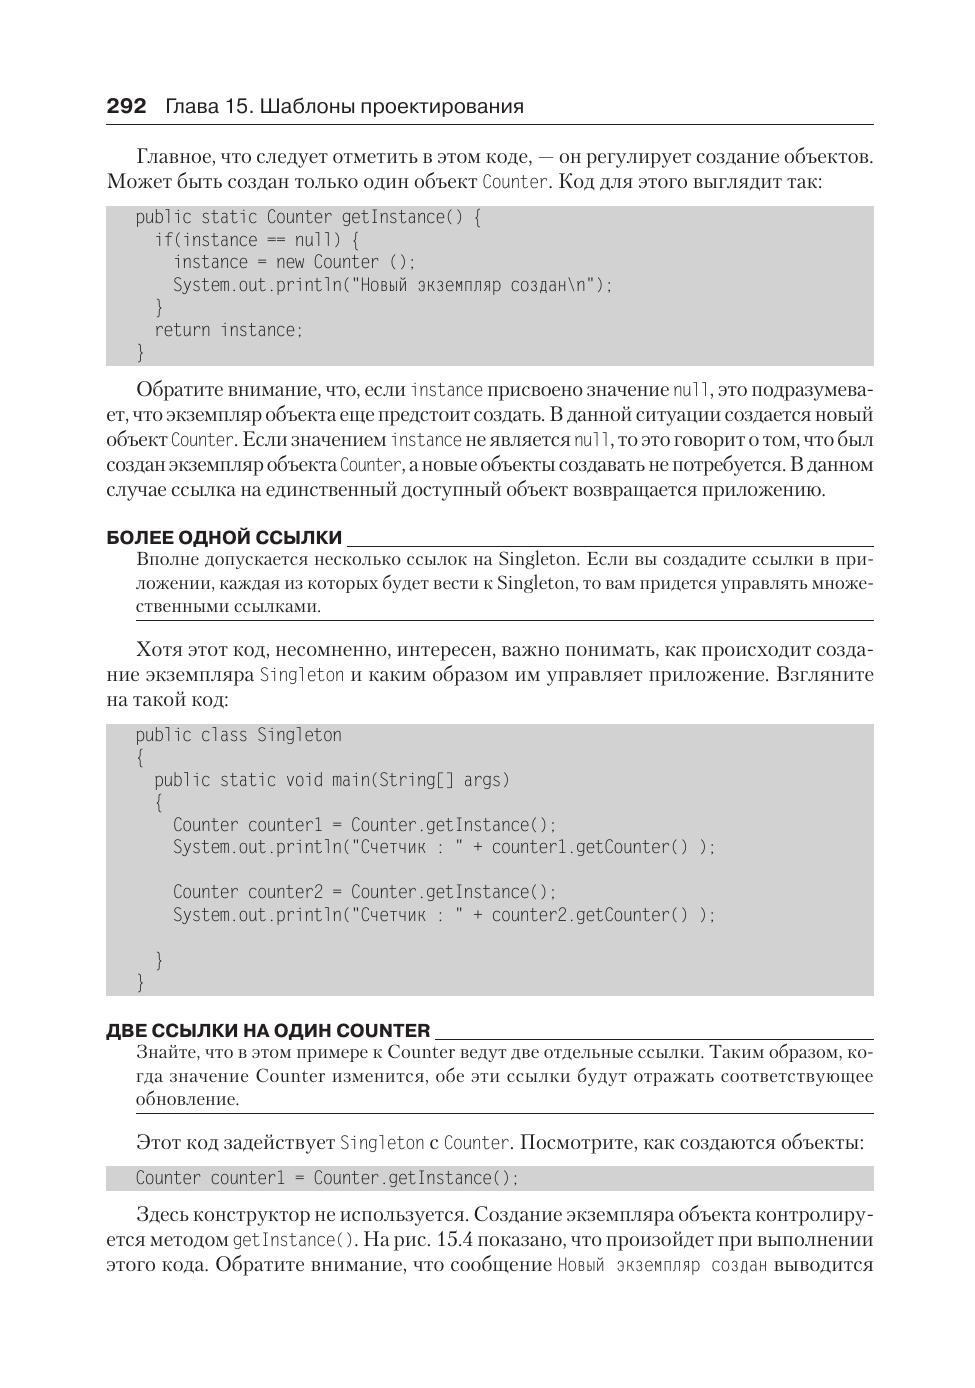 292 Глава 15. Шаблоны проектирования
Главное, что следует отметить в этом коде, — он регулирует создание объектов.
Может быть создан только один объект Counter. Код для этого выглядит так:
public static Counter getInstance() {
if(instance == null) {
instance = new Counter ();
System.out.println("Новый экземпляр создан\n");
}
return instance;
}
Обратите внимание, что, если instance присвоено значение null, это подразумева-
ет, что экземпляр объекта еще предстоит создать. В данной ситуации создается новый
объект Counter. Если значением instance не является null, то это говорит о том, что был
создан экземпляр объекта Counter, а новые объекты создавать не потребуется. В данном
случае ссылка на единственный доступный объект возвращается приложению.
БОЛЕЕ ОДНОЙ ССЫЛКИ
Вполне допускается несколько ссылок на Singleton. Если вы создадите ссылки в при-
ложении, каждая из которых будет вести к Singleton, то вам придется управлять множе-
ственными ссылками.
Хотя этот код, несомненно, интересен, важно понимать, как происходит созда-
ние экземпляра Singleton и каким образом им управляет приложение. Взгляните
на такой код:
public class Singleton
{
public static void main(String[] args)
{
Counter counter1 = Counter.getInstance();
System.out.println("Счетчик : " + counter1.getCounter() );
Counter counter2 = Counter.getInstance();
System.out.println("Счетчик : " + counter2.getCounter() );
}
}
ДВЕ ССЫЛКИ НА ОДИН COUNTER
Знайте, что в этом примере к Counter ведут две отдельные ссылки. Таким образом, ко-
гда значение Counter изменится, обе эти ссылки будут отражать соответствующее
обновление.
Этот код задействует Singleton с Counter. Посмотрите, как создаются объекты:
Counter counter1 = Counter.getInstance();
Здесь конструктор не используется. Создание экземпляра объекта контролиру-
ется методом getInstance(). На рис. 15.4 показано, что произойдет при выполнении
этого кода. Обратите внимание, что сообщение Новый экземпляр создан выводится